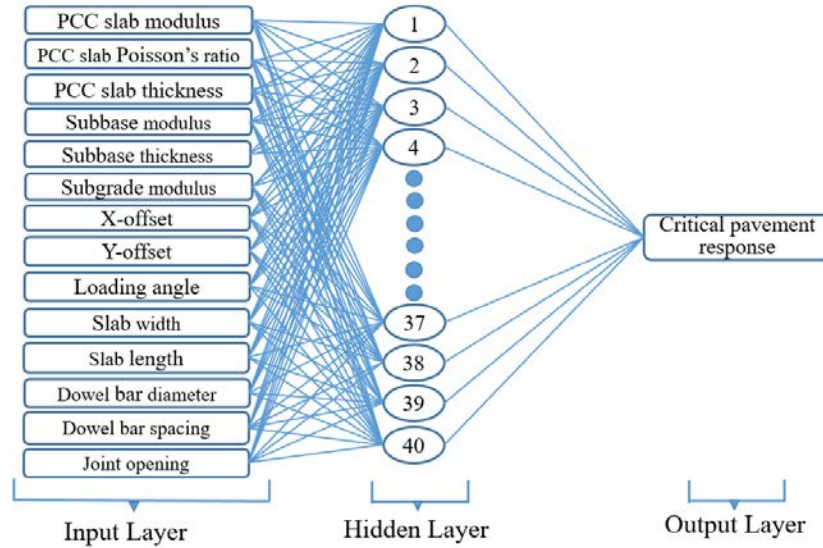 PCC slab modulus
PCC slab Poisson's ratio
PCC slab thickness
Subbase modulus
Subbase thickness
Subgrade modulus
X-offset
Y-offset
Loading angle
Slab width
Slab length
Dowel bar diameter
Dowel bar spacing
Joint opening
Input Layer
1
2
3
4
37
38
39
40
Hidden Layer
Critical pavement
response
Output Layer